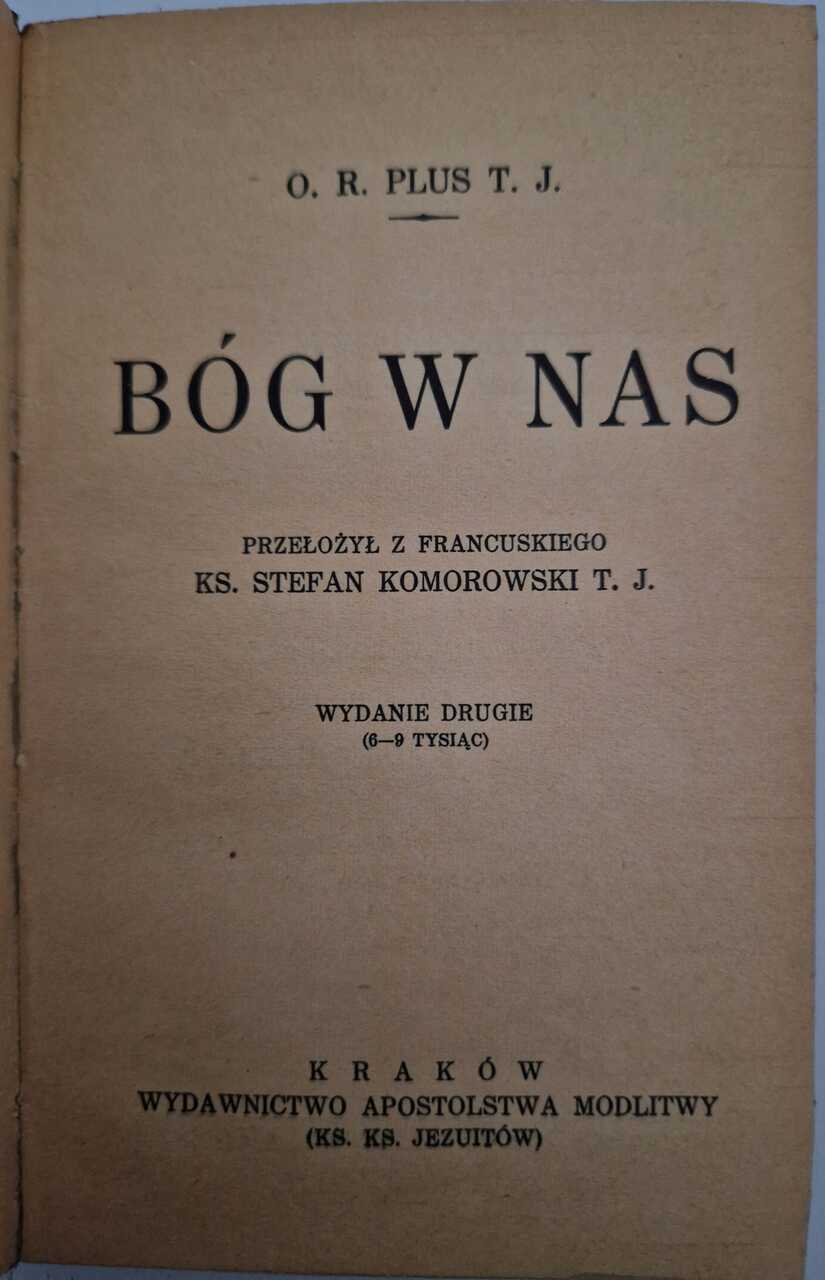 O. R. PLUS T. J.
BÓG W NAS
PRZEŁOŻYŁ Z FRANCUSKIEGO
KS. STEFAN KOMOROWSKI T. J.
WYDANIE DRUGIE
(6—9 TYSIĄC)
KRAKÓW
WYDAWNICTWO APOSTOLSTWA MODLITWY
(KS. KS. JEZUITÓW)